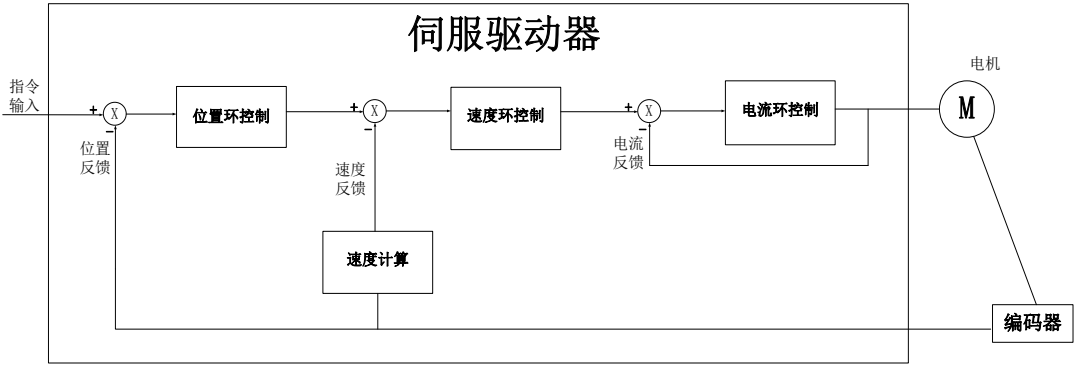 伺服驱动器
电机
指令
输入
+
X
-
位置
反馈
位置环控制
+
X
-
速度
反馈
速度环控制
+
X
-
电流
反馈
电流环控制
M
速度计算
编码器